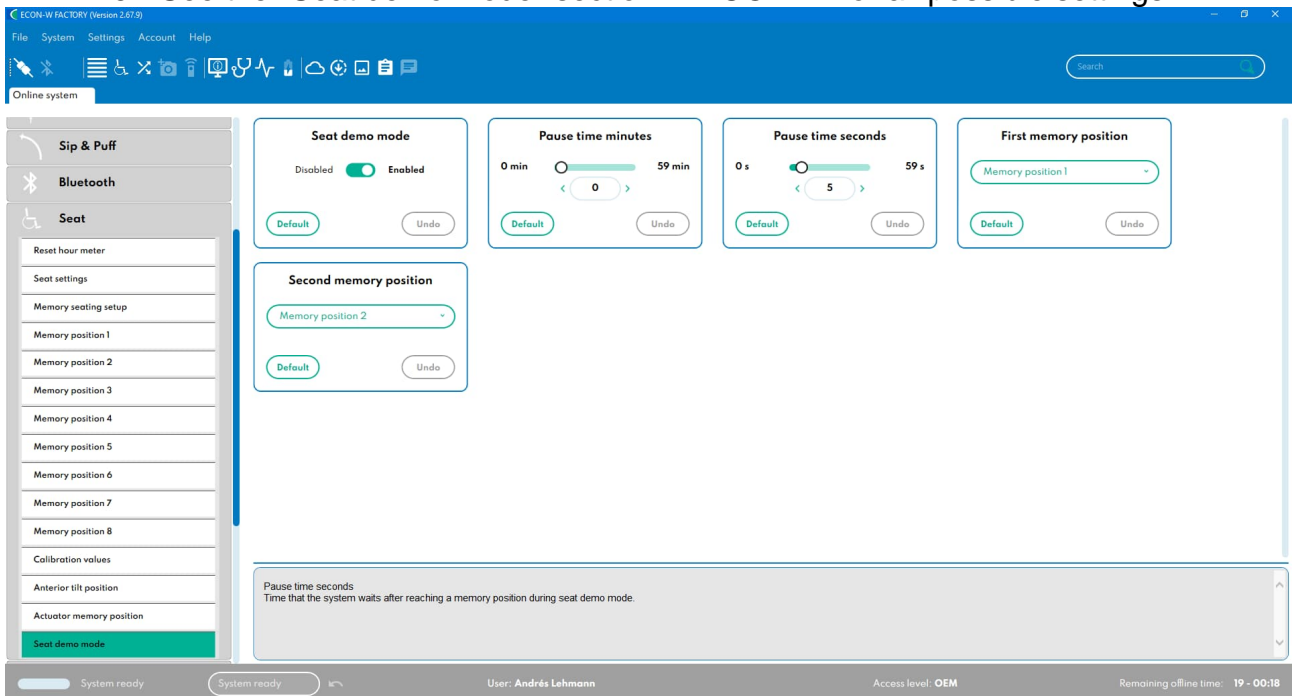 ECON-W FACTORY (Version 2.67.9)
File System Settings Account Help
Search
Online system
Sip & Puff
Bluetooth
Seat
Reset hour meter
Seat settings
Memory seating setup
Memory position 1
Memory position 2
Memory position 3
Memory position 4
Memory position 5
Memory position 6
Memory position 7
Memory position 8
Calibration values
Anterior tilt position
Actuator memory position
Seat demo mode
Seat demo mode
Disabled Enabled
Default Undo
Pause time minutes
0 min 59 min
0
Default Undo
Pause time seconds
0 s 59 s
5
Default Undo
First memory position
Memory position 1
Default Undo
Second memory position
Memory position 2
Default Undo
Pause time seconds
Time that the system waits after reaching a memory position during seat demo mode.
System ready System ready User: Andrés Lehmann Access level: OEM Remaining offline time: 19 - 00:18